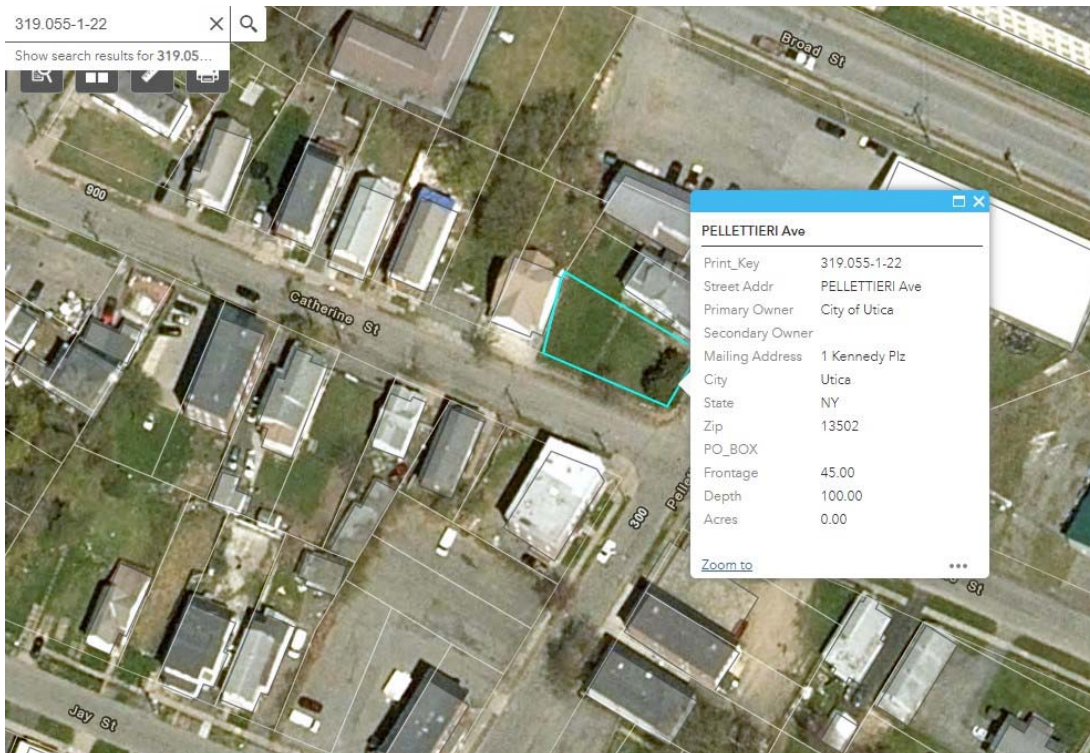 319.055-1-22
Show search results for 319.05...
Broad St
900
Catherine St
300
Jay St
PELLETTIERI Ave
Print_Key 319.055-1-22
Street Addr PELLETTIERI Ave
Primary Owner City of Utica
Secondary Owner
Mailing Address 1 Kennedy Plz
City Utica
State NY
Zip 13502
PO_BOX
Frontage 45.00
Depth 100.00
Acres 0.00
Zoom to
St